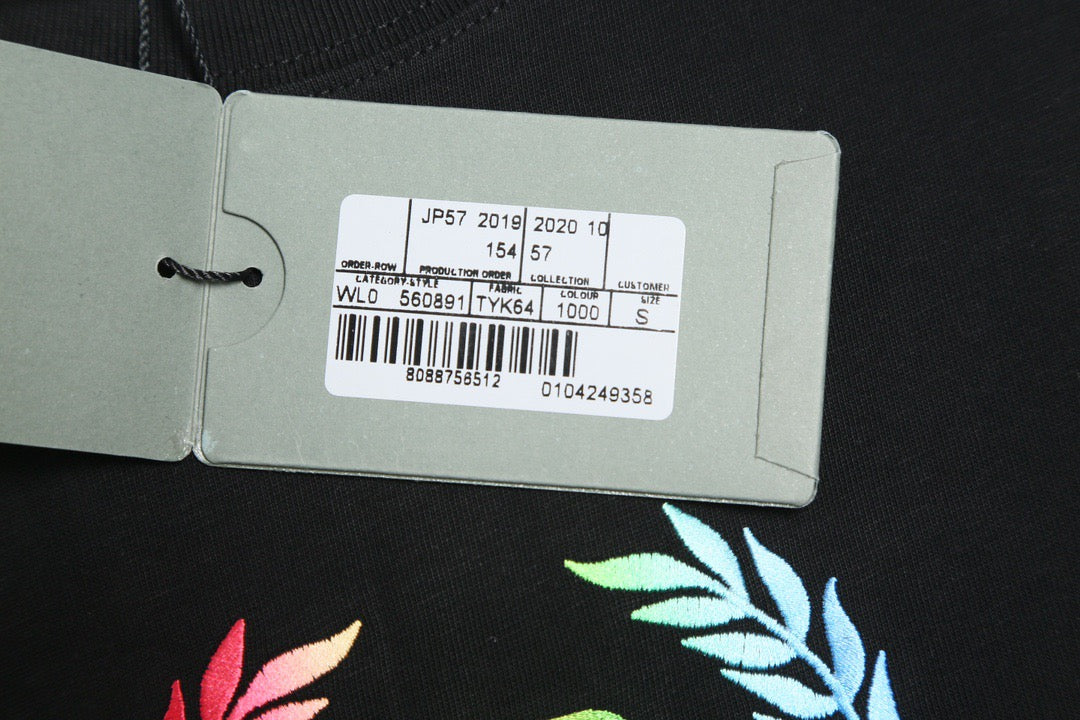 JP57 2019 2020 10
154 57
ORDER-ROW PRODUCTION ORDER COLLECTION CUSTOMER
CATEGORY-STYLE FABRIC COLOUR SIZE
WL0 560891 TYK64 1000 S
8088756512 0104249358